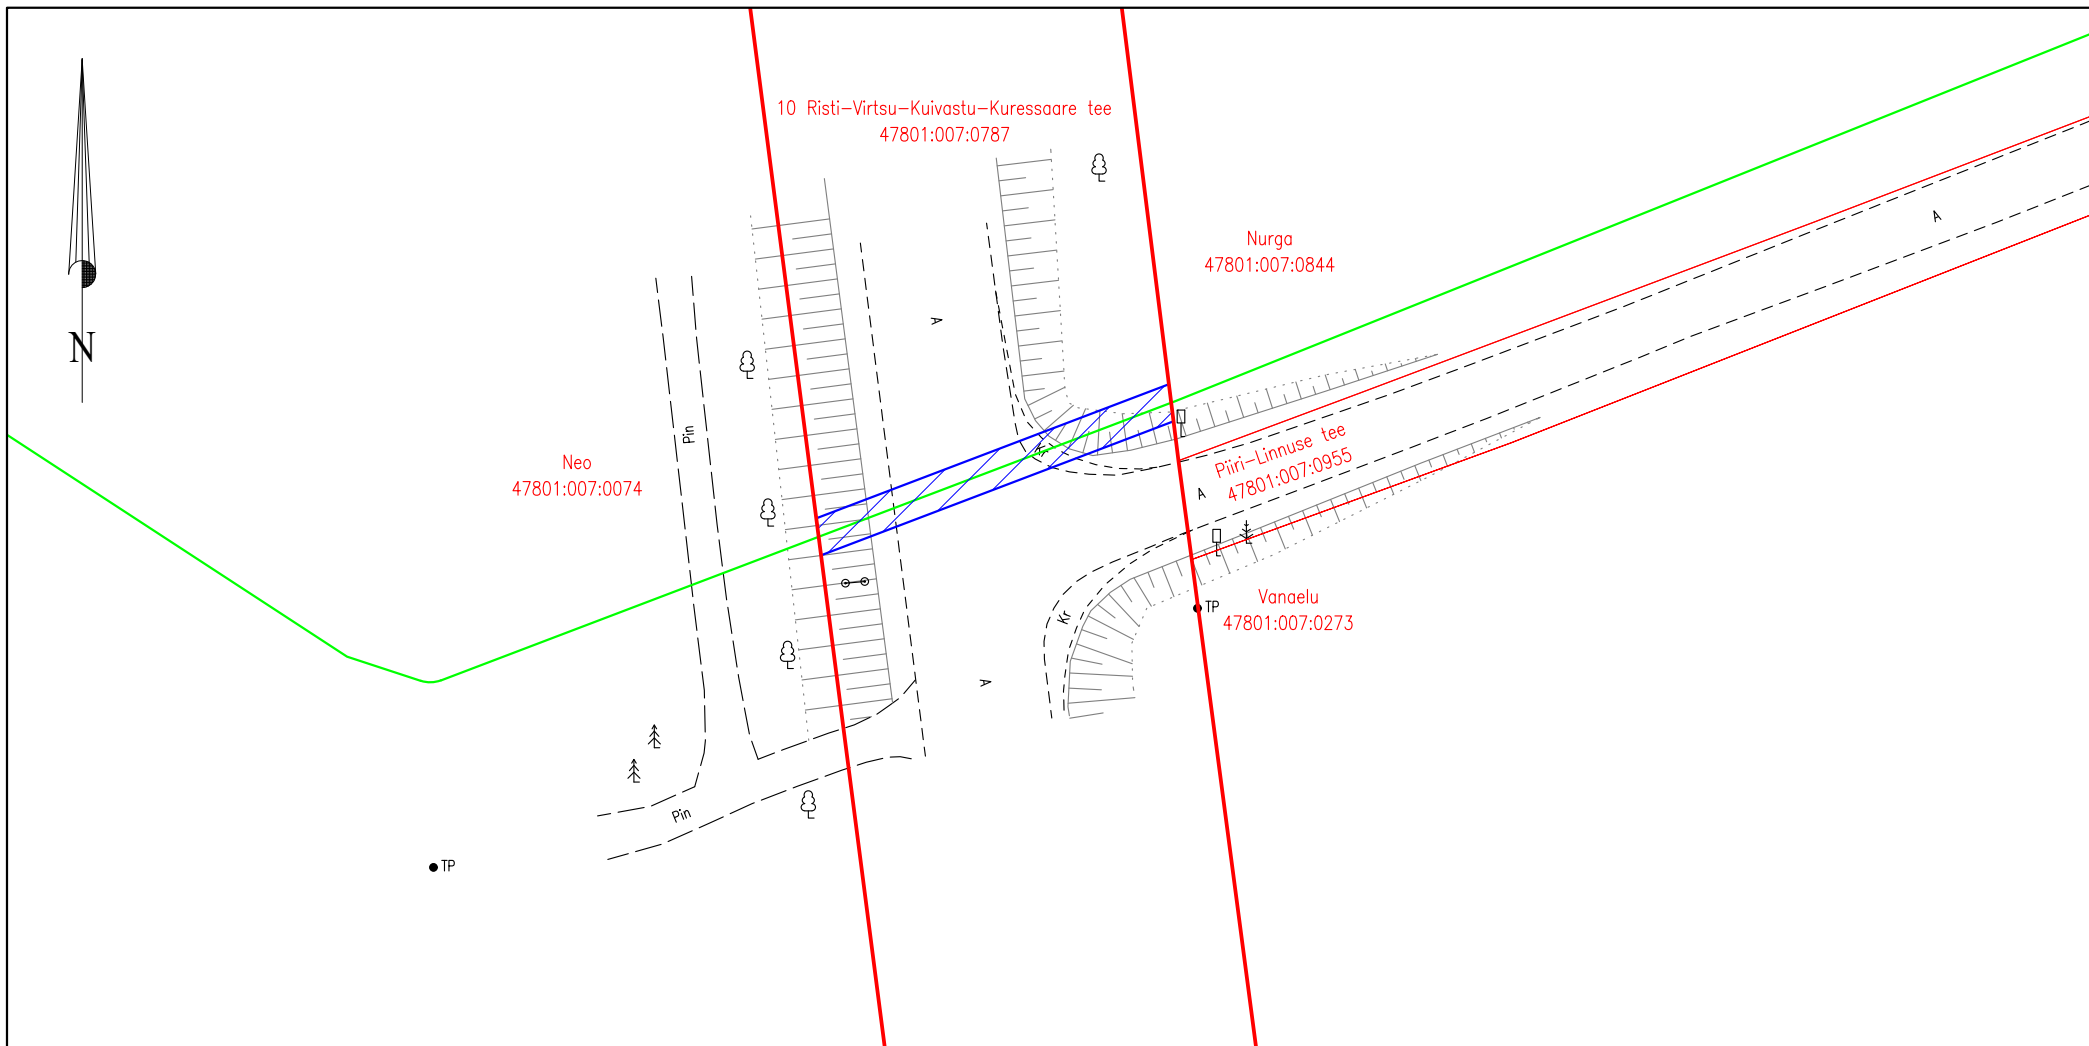 10 Risti-Virtsu-Kuivastu-Kuressaare tee
47801:007:0787
Nurga
47801:007:0844
A
A
N
Pin
Neo
47801:007:0074
Kr
Piiri-Linnuse tee
47801:007:0955
A
Vanaelu
47801:007:0273
TP
Kr
A
Pin
TP